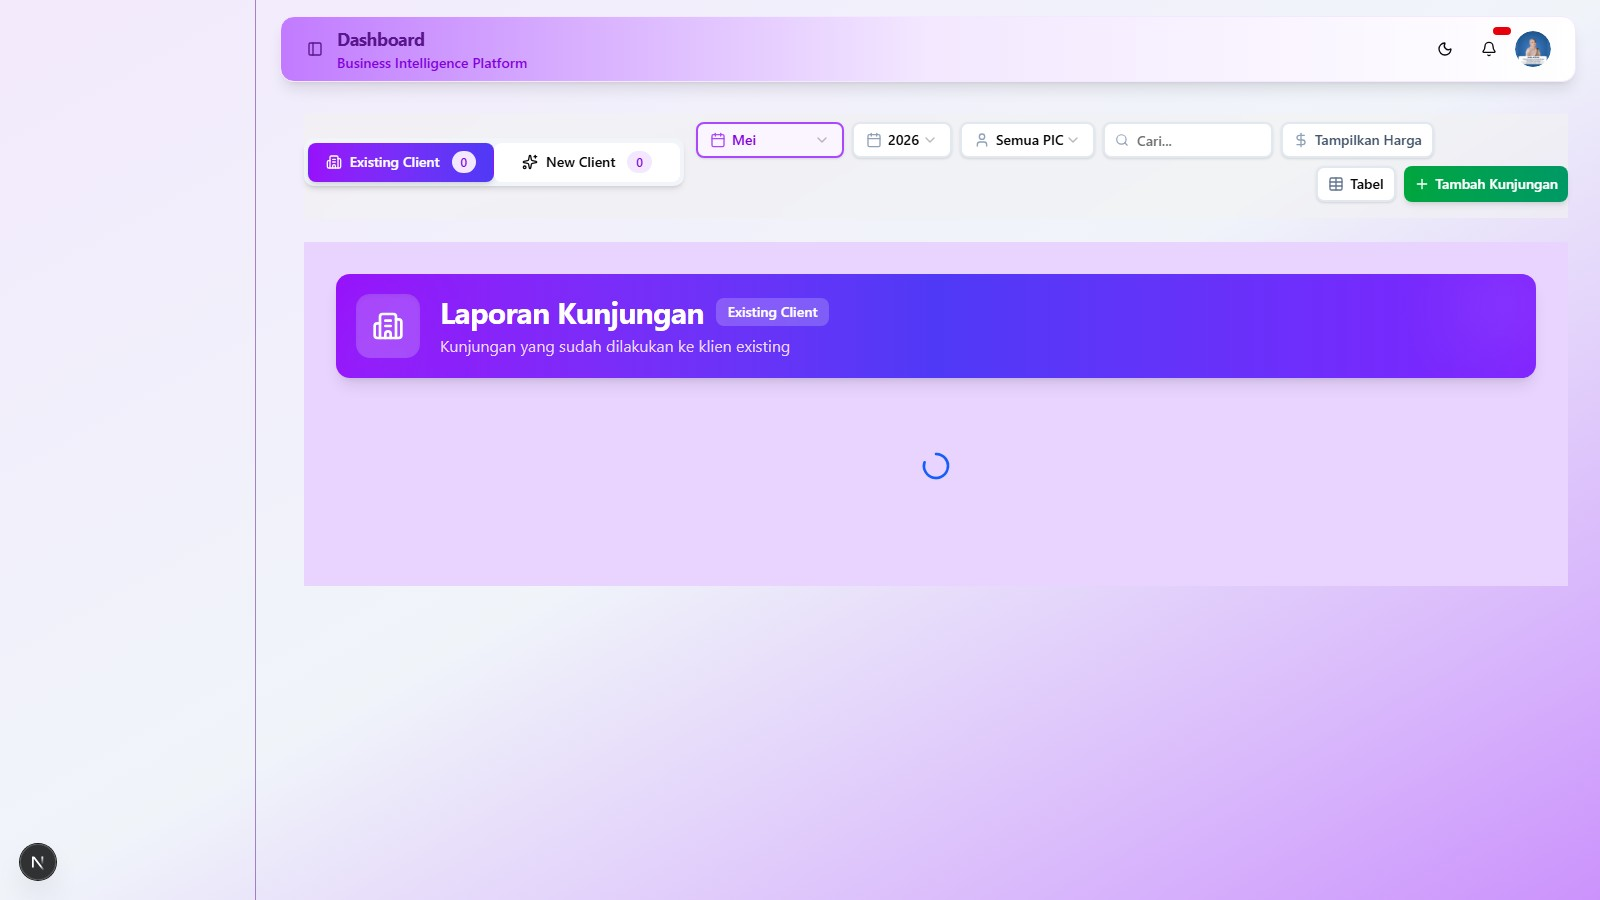 Dashboard
Business Intelligence Platform
Existing Client 0
New Client 0
Mei
2026
Semua PIC
Cari...
Tampilkan Harga
Tabel
Tambah Kunjungan
Laporan Kunjungan
Existing Client
Kunjungan yang sudah dilakukan ke klien existing
N